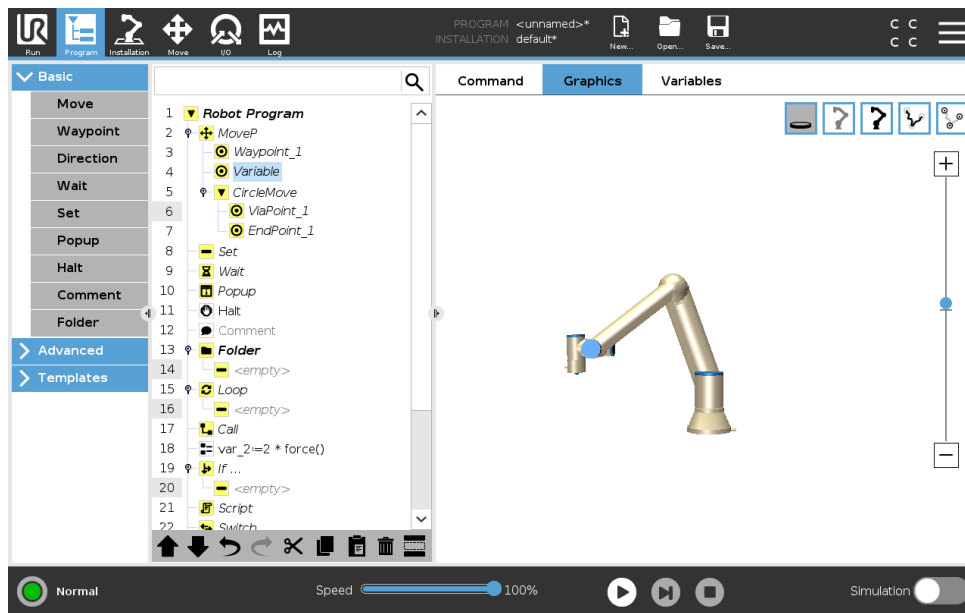 PROGRAM <unnamed>*
INSTALLATION default*
UR
Run
Program
Installation
Move
I/O
Log
New...
Open...
Save...
C C
C C
Basic
Move
Waypoint
Direction
Wait
Set
Popup
Halt
Comment
Folder
Advanced
Templates
1 Robot Program
2 MoveP
3 Waypoint_1
4 Variable
5 CircleMove
6 ViaPoint_1
7 EndPoint_1
8 Set
9 Wait
10 Popup
11 Halt
12 Comment
13 Folder
14 <empty>
15 Loop
16 <empty>
17 Call
18 var_2:=2 * force()
19 If ...
20 <empty>
21 Script
22 Switch
Command
Graphics
Variables
Normal
Speed
100%
Simulation